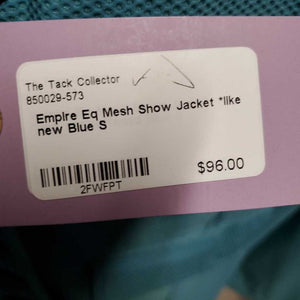 The Tack Collector
850029-573
EmpIre Eq Mesh Show Jacket *like
new Blue S
$96.00
2FWFPT